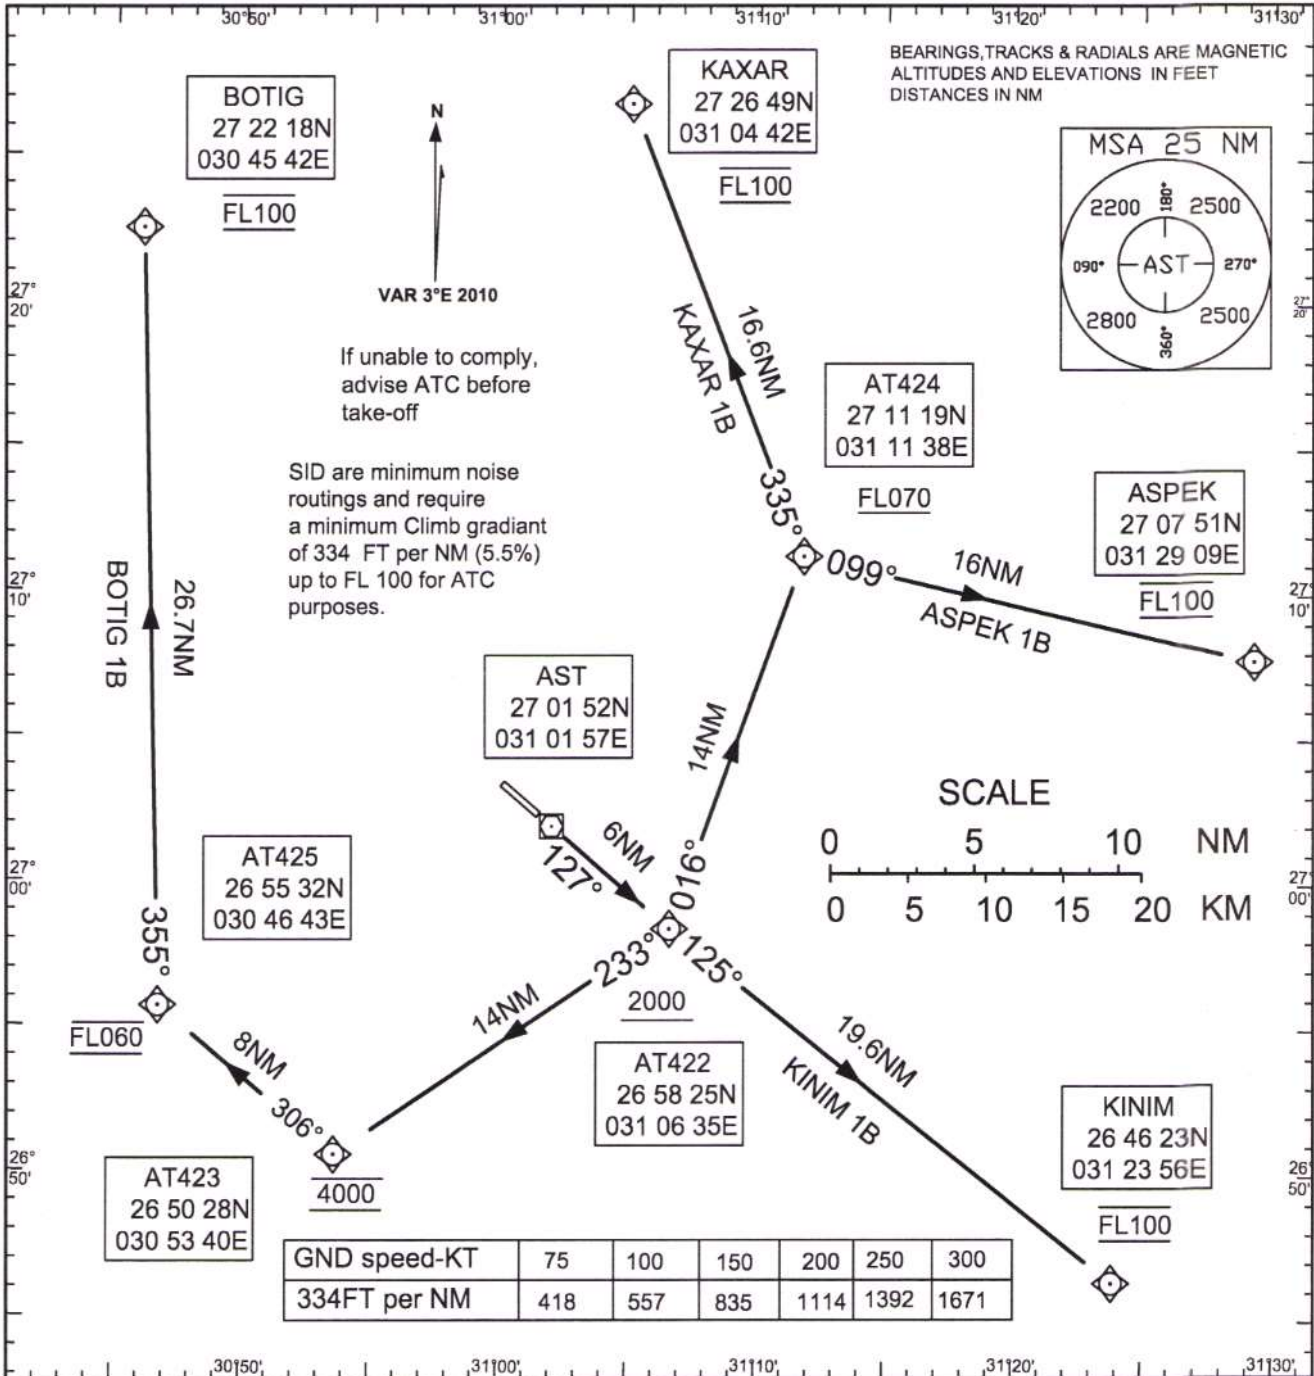 30°50'
31°00'
31°10'
31°20'
31°30'
BEARINGS,TRACKS & RADIALS ARE MAGNETIC
ALTITUDES AND ELEVATIONS IN FEET
DISTANCES IN NM
BOTIG
27 22 18N
030 45 42E
FL100
N
VAR 3°E 2010
KAXAR
27 26 49N
031 04 42E
FL100
MSA 25 NM
2200
180°
2500
090°
AST
270°
2800
360°
2500
27°
20'
27°
20'
If unable to comply,
advise ATC before
take-off
SID are minimum noise
routings and require
a minimum Climb gradiant
of 334 FT per NM (5.5%)
up to FL 100 for ATC
purposes.
KAXAR 1B
16.6NM
335°
AT424
27 11 19N
031 11 38E
FL070
ASPEK
27 07 51N
031 29 09E
FL100
099°
16NM
ASPEK 1B
27°
10'
27°
10'
BOTIG 1B
26.7NM
AST
27 01 52N
031 01 57E
14NM
6NM
127°
016°
SCALE
0 5 10 NM
0 5 10 15 20 KM
27°
00'
27°
00'
AT425
26 55 32N
030 46 43E
355°
FL060
8NM
306°
14NM
233°
125°
2000
AT422
26 58 25N
031 06 35E
19.6NM
KINIM 1B
KINIM
26 46 23N
031 23 56E
FL100
26°
50'
26°
50'
AT423
26 50 28N
030 53 40E
4000
GND speed-KT 75 100 150 200 250 300
334FT per NM 418 557 835 1114 1392 1671
30°50'
31°00'
31°10'
31°20'
31°30'